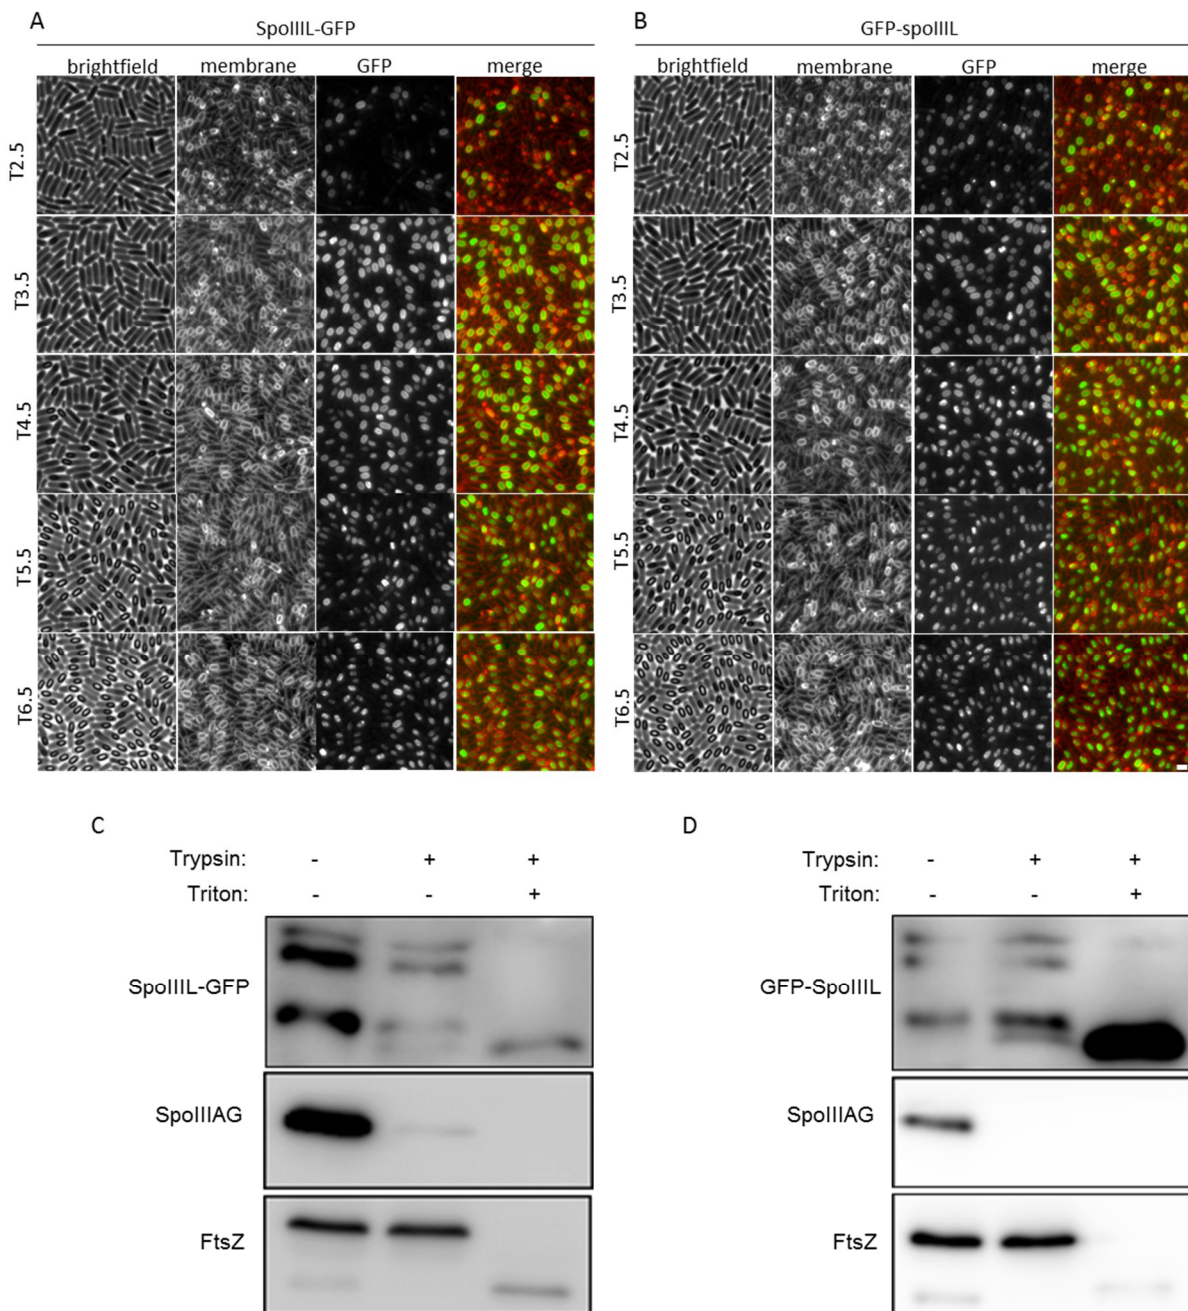 A
SpoIIIL-GFP
brightfield membrane GFP merge
T2.5
T3.5
T4.5
T5.5
T6.5
B
GFP-spoIIIL
brightfield membrane GFP merge
T2.5
T3.5
T4.5
T5.5
T6.5
C
Trypsin: - + +
Triton: - - +
SpoIIIL-GFP
SpoIIIAG
FtsZ
D
Trypsin: - + +
Triton: - - +
GFP-SpoIIIL
SpoIIIAG
FtsZ